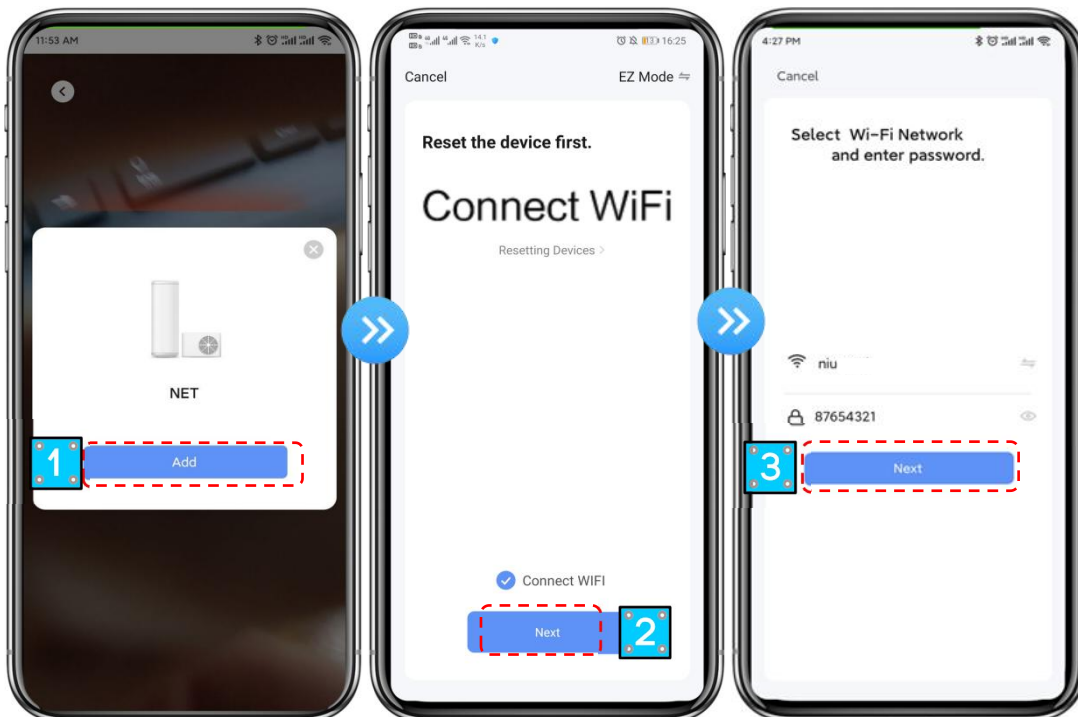 11:53 AM
NET
1
Add
14.1
K/s
16:25
Cancel
EZ Mode
Reset the device first.
Connect WiFi
Resetting Devices >
Connect WIFI
Next
2
4:27 PM
Cancel
Select Wi-Fi Network
and enter password.
niu
87654321
3
Next